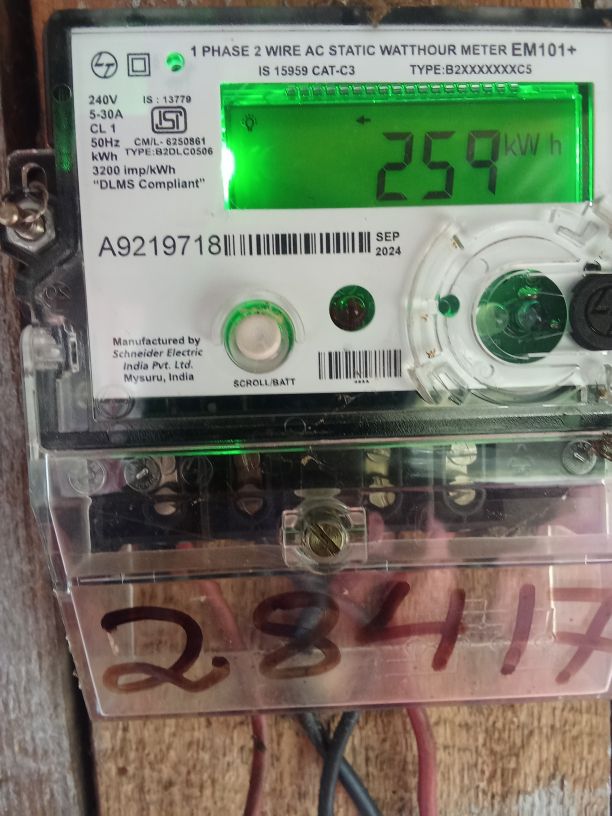 1 PHASE 2 WIRE AC STATIC WATTHOUR METER EM101+
IS 15959 CAT-C3 TYPE:B2XXXXXXXC5
240V IS : 13779
5-30A
CL 1
50Hz CM/L- 6250861
kWh TYPE:B2DLC0506
3200 imp/kWh
"DLMS Compliant"
259 kW h
A9219718 SEP
2024
Manufactured by
Schneider Electric
India Pvt. Ltd.
Mysuru, India
SCROLL/BATT
28417